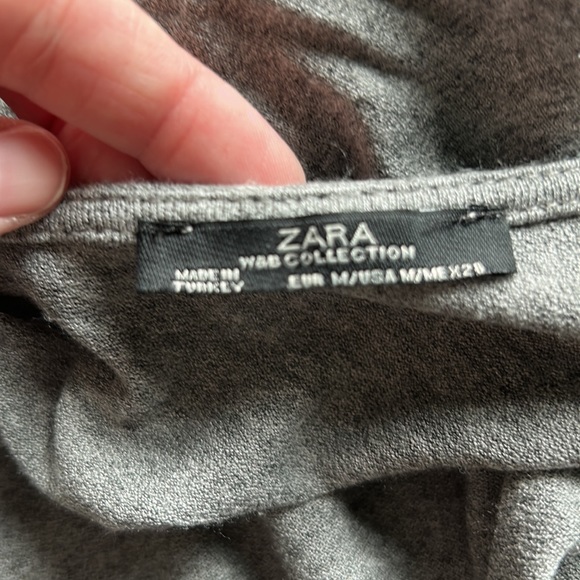 ZARA
W&B COLLECTION
MADE IN
TURKEY
EUR M/USA M/MEX 28